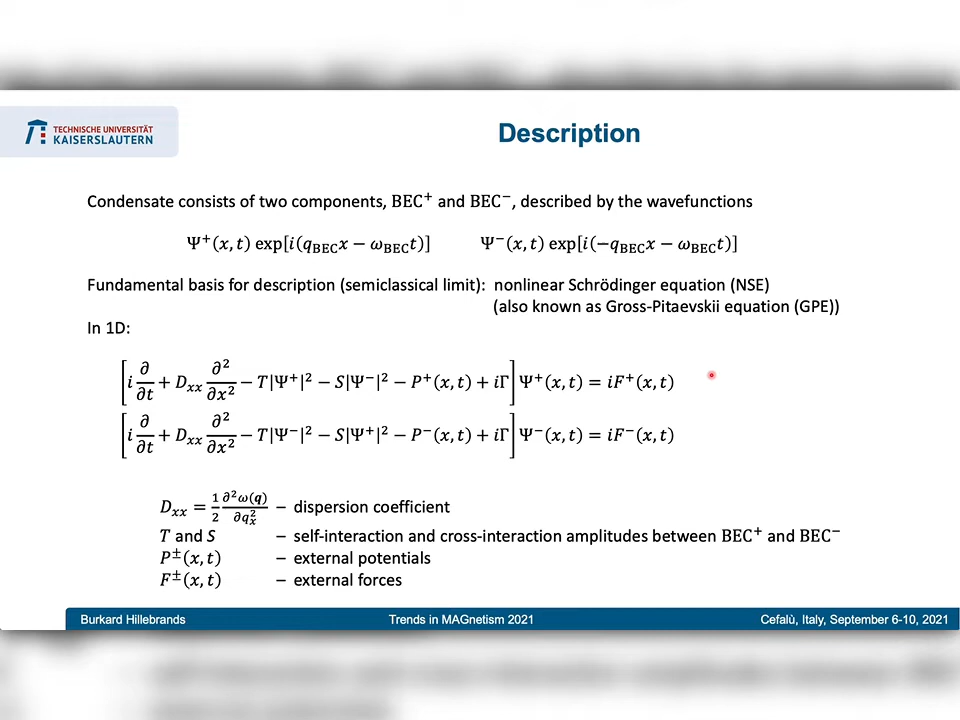 TECHNISCHE UNIVERSITÄT
KAISERSLAUTERN
Description
Condensate consists of two components, BEC⁺ and BEC⁻, described by the wavefunctions
Ψ⁺(x, t) exp[i(q_BEC x − ω_BEC t)]   Ψ⁻(x, t) exp[i(−q_BEC x − ω_BEC t)]
Fundamental basis for description (semiclassical limit): nonlinear Schrödinger equation (NSE)
(also known as Gross-Pitaevskii equation (GPE))
In 1D:
[i ∂/∂t + D_xx ∂²/∂x² − T|Ψ⁺|² − S|Ψ⁻|² − P⁺(x, t) + iΓ] Ψ⁺(x, t) = iF⁺(x, t)
[i ∂/∂t + D_xx ∂²/∂x² − T|Ψ⁻|² − S|Ψ⁺|² − P⁻(x, t) + iΓ] Ψ⁻(x, t) = iF⁻(x, t)
D_xx = 1/2 ∂²ω(q)/∂q_x² – dispersion coefficient
T and S – self-interaction and cross-interaction amplitudes between BEC⁺ and BEC⁻
P±(x, t) – external potentials
F±(x, t) – external forces
Burkard Hillebrands Trends in MAGnetism 2021 Cefalù, Italy, September 6-10, 2021